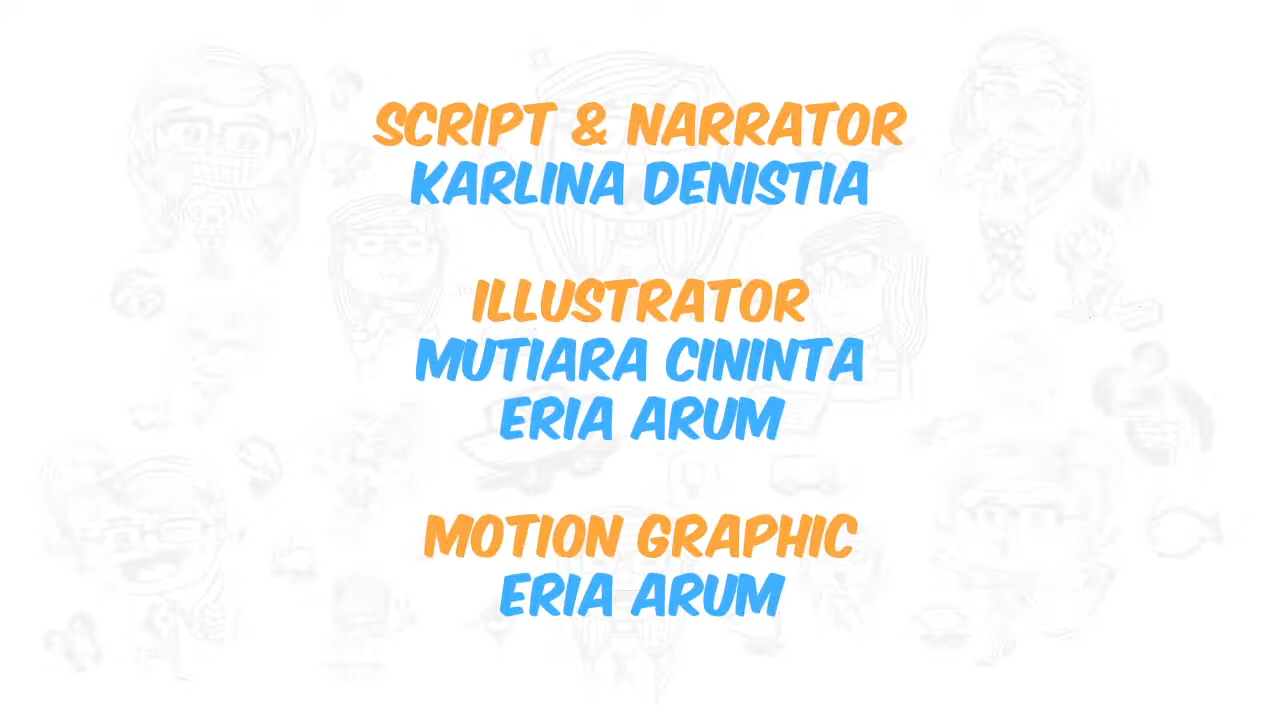 SCRIPT & NARRATOR
KARLINA DENISTIA
ILLUSTRATOR
MUTIARA CININTA
ERIA ARUM
MOTION GRAPHIC
ERIA ARUM